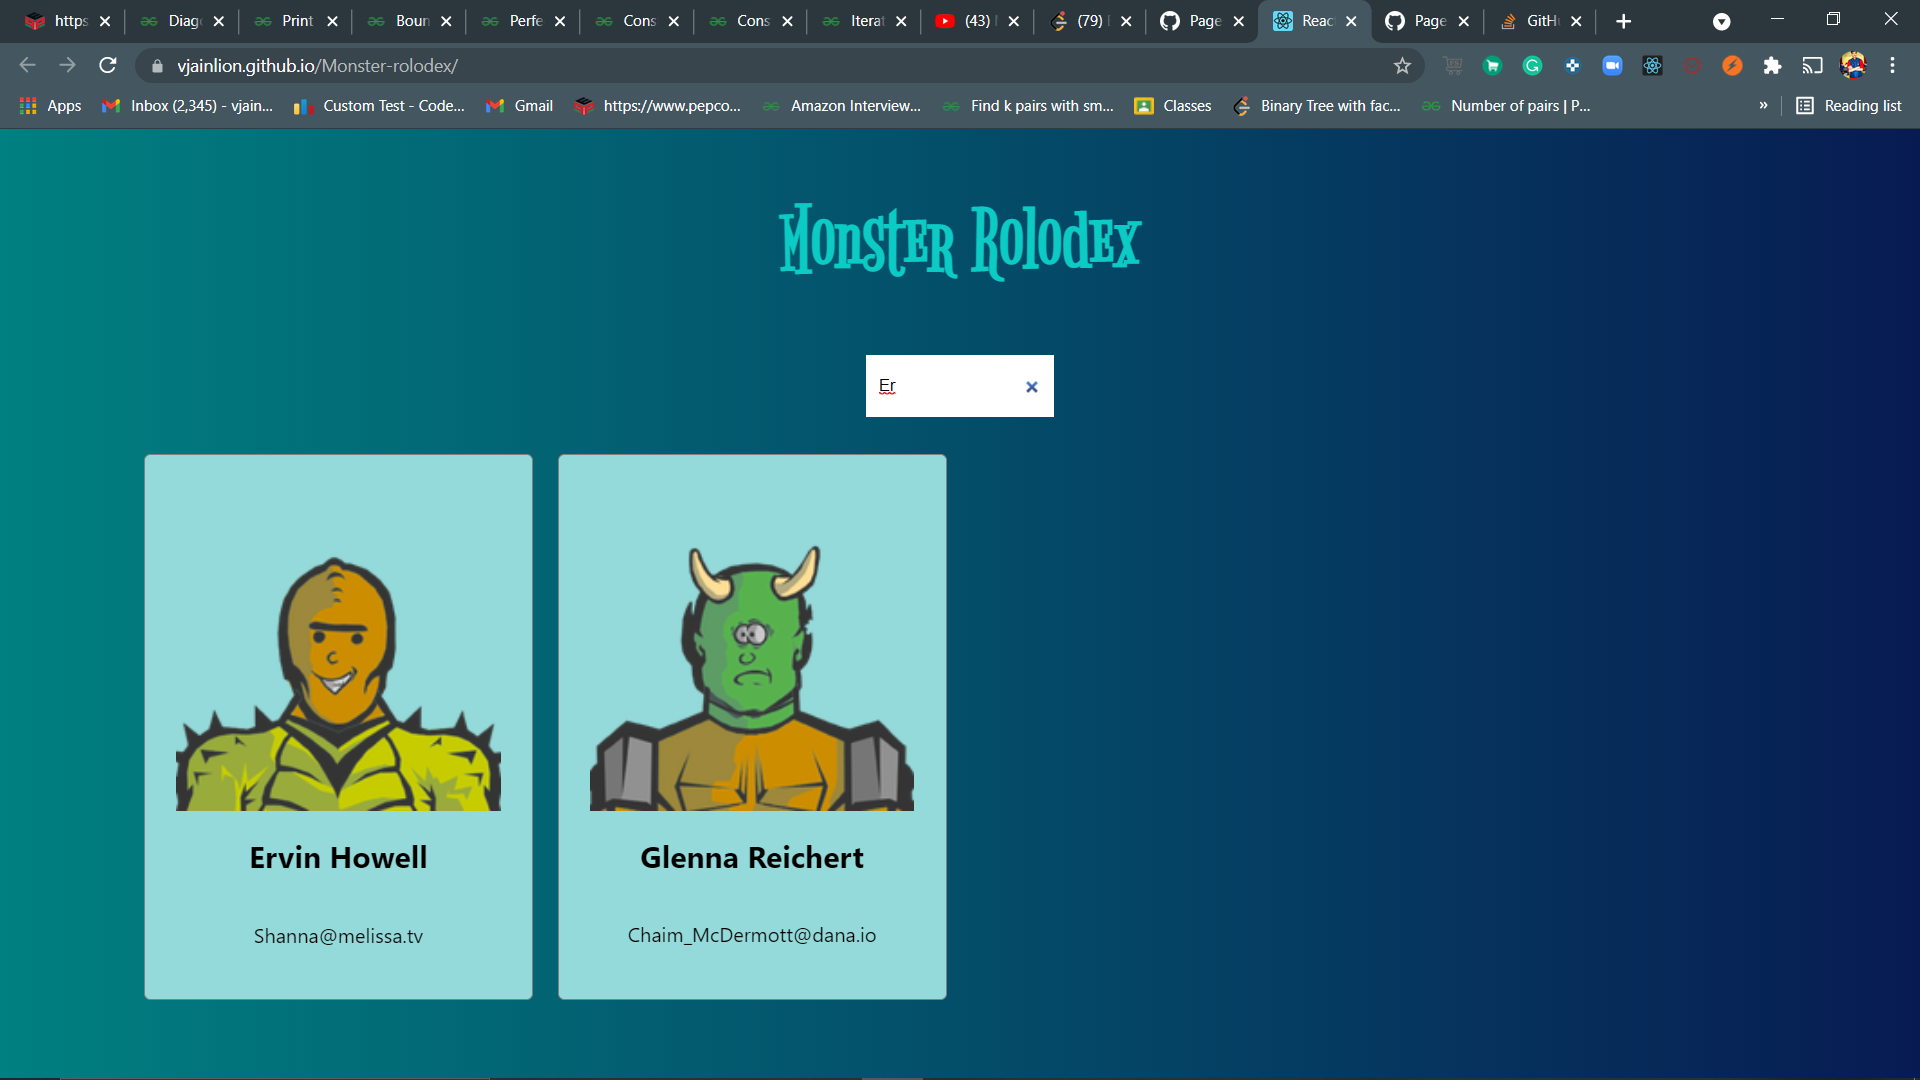 https Diag Print Boun Perfe Cons Cons Iterat (43) (79) Page Reac Page GitH
vjainlion.github.io/Monster-rolodex/
Apps Inbox (2,345) - vjain... Custom Test - Code... Gmail https://www.pepco... Amazon Interview... Find k pairs with sm... Classes Binary Tree with fac... Number of pairs | P... » Reading list
Monster Rolodex
Er
Ervin Howell
Glenna Reichert
Shanna@melissa.tv
Chaim_McDermott@dana.io